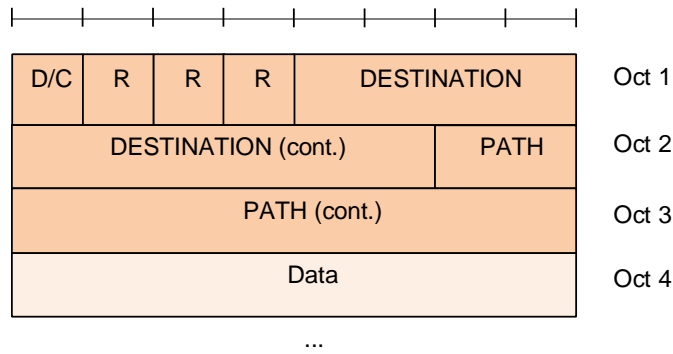 D/C R R R DESTINATION Oct 1
DESTINATION (cont.) PATH Oct 2
PATH (cont.) Oct 3
Data Oct 4
...